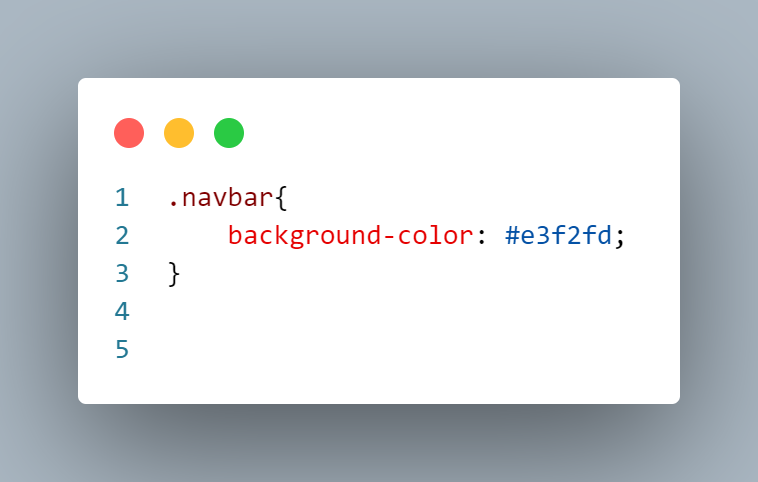 1 .navbar{
2     background-color: #e3f2fd;
3 }
4
5